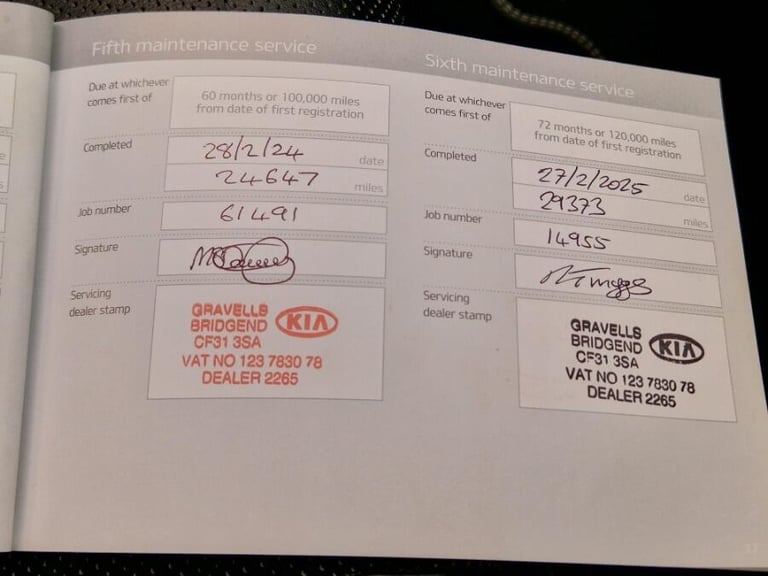 Fifth maintenance service
Due at whichever
comes first of
60 months or 100,000 miles
from date of first registration
Completed
28/2/24 date
24647 miles
Job number
61491
Signature
Servicing
dealer stamp
GRAVELLS
BRIDGEND KIA
CF31 3SA
VAT NO 123 7830 78
DEALER 2265
Sixth maintenance service
Due at whichever
comes first of
72 months or 120,000 miles
from date of first registration
Completed
27/2/2025 date
29373 miles
Job number
14955
Signature
Servicing
dealer stamp
GRAVELLS
BRIDGEND KIA
CF31 3SA
VAT NO 123 7830 78
DEALER 2265